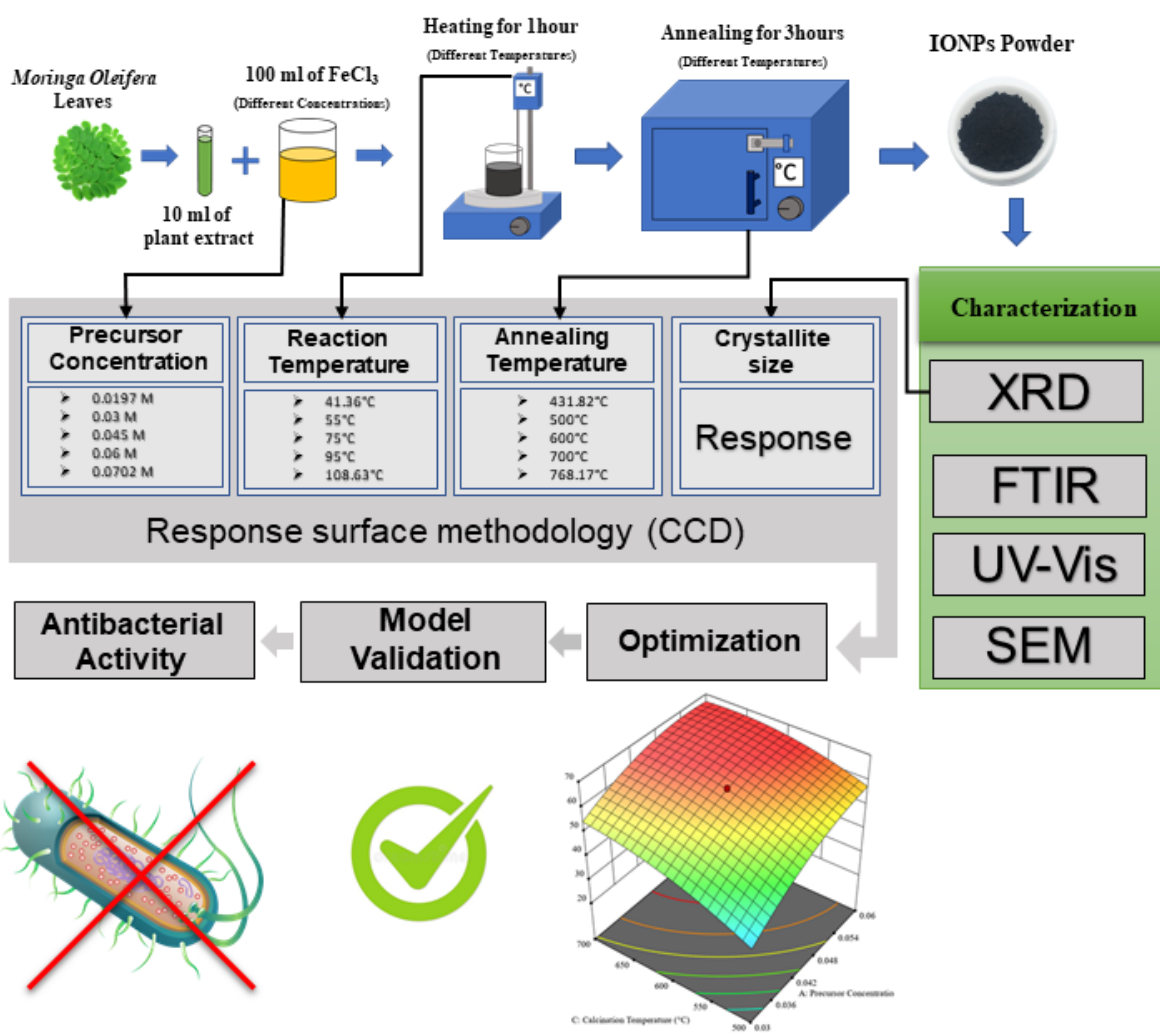 Moringa Oleifera
Leaves
10 ml of
plant extract
100 ml of FeCl₃
(Different Concentrations)
Heating for 1hour
(Different Temperatures)
°C
Annealing for 3hours
(Different Temperatures)
°C
IONPs Powder
Precursor
Concentration
➢ 0.0197 M
➢ 0.03 M
➢ 0.045 M
➢ 0.06 M
➢ 0.0702 M
Reaction
Temperature
➢ 41.36°C
➢ 55°C
➢ 75°C
➢ 95°C
➢ 108.63°C
Annealing
Temperature
➢ 431.82°C
➢ 500°C
➢ 600°C
➢ 700°C
➢ 768.17°C
Crystallite
size
Response
Response surface methodology (CCD)
Characterization
XRD
FTIR
UV-Vis
SEM
Antibacterial
Activity
Model
Validation
Optimization
70
60
50
40
30
20
700
650
600
550
500
0.03
0.036
0.042
0.048
0.054
0.06
A: Precursor Concentratio
C: Calcination Temperature (°C)